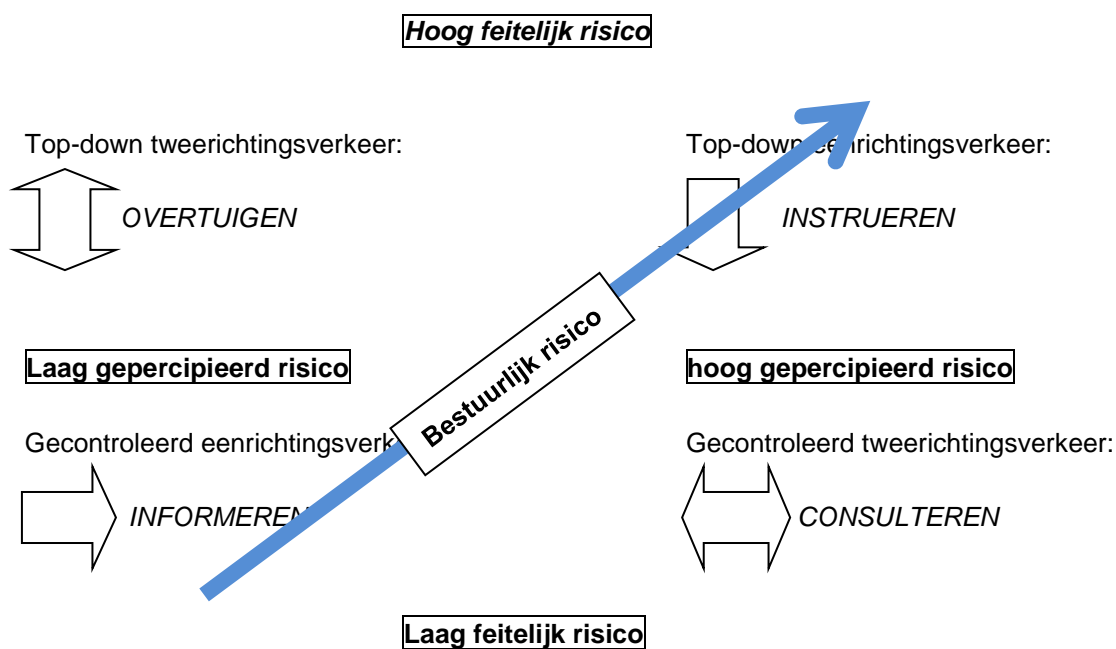 Hoog feitelijk risico
Top-down tweerichtingsverkeer:
OVERTUIGEN
Top-down eenrichtingsverkeer:
INSTRUEREN
Bestuurlijk risico
Laag gepercipieerd risico
hoog gepercipieerd risico
Gecontroleerd eenrichtingsverk
INFORMEREN
Gecontroleerd tweerichtingsverkeer:
CONSULTEREN
Laag feitelijk risico